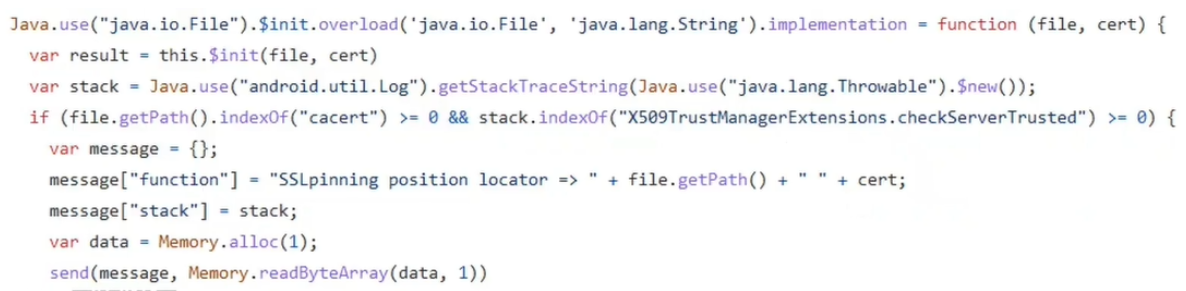 Java.use("java.io.File").$init.overload('java.io.File', 'java.lang.String').implementation = function (file, cert) {
  var result = this.$init(file, cert)
  var stack = Java.use("android.util.Log").getStackTraceString(Java.use("java.lang.Throwable").$new());
  if (file.getPath().indexOf("cacert") >= 0 && stack.indexOf("X509TrustManagerExtensions.checkServerTrusted") >= 0) {
    var message = {};
    message["function"] = "SSLpinning position locator => " + file.getPath() + " " + cert;
    message["stack"] = stack;
    var data = Memory.alloc(1);
    send(message, Memory.readByteArray(data, 1))